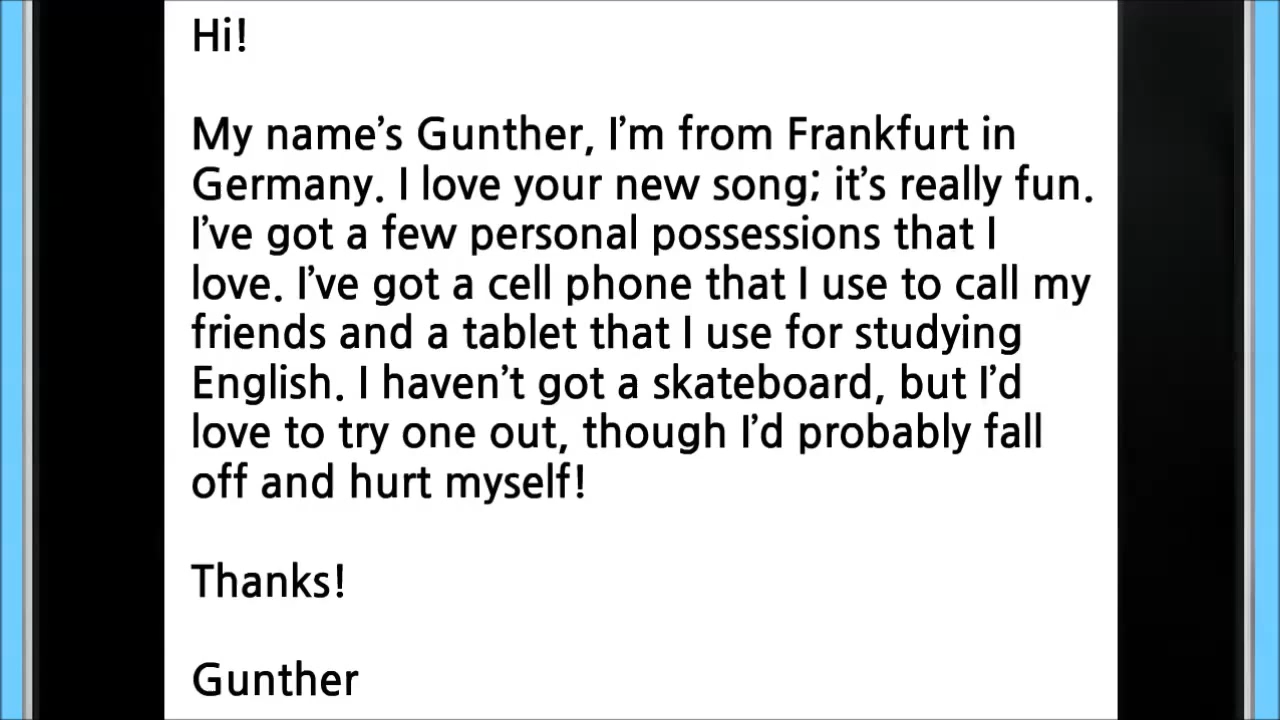 Hi!
My name’s Gunther, I’m from Frankfurt in
Germany. I love your new song; it’s really fun.
I’ve got a few personal possessions that I
love. I’ve got a cell phone that I use to call my
friends and a tablet that I use for studying
English. I haven’t got a skateboard, but I’d
love to try one out, though I’d probably fall
off and hurt myself!
Thanks!
Gunther